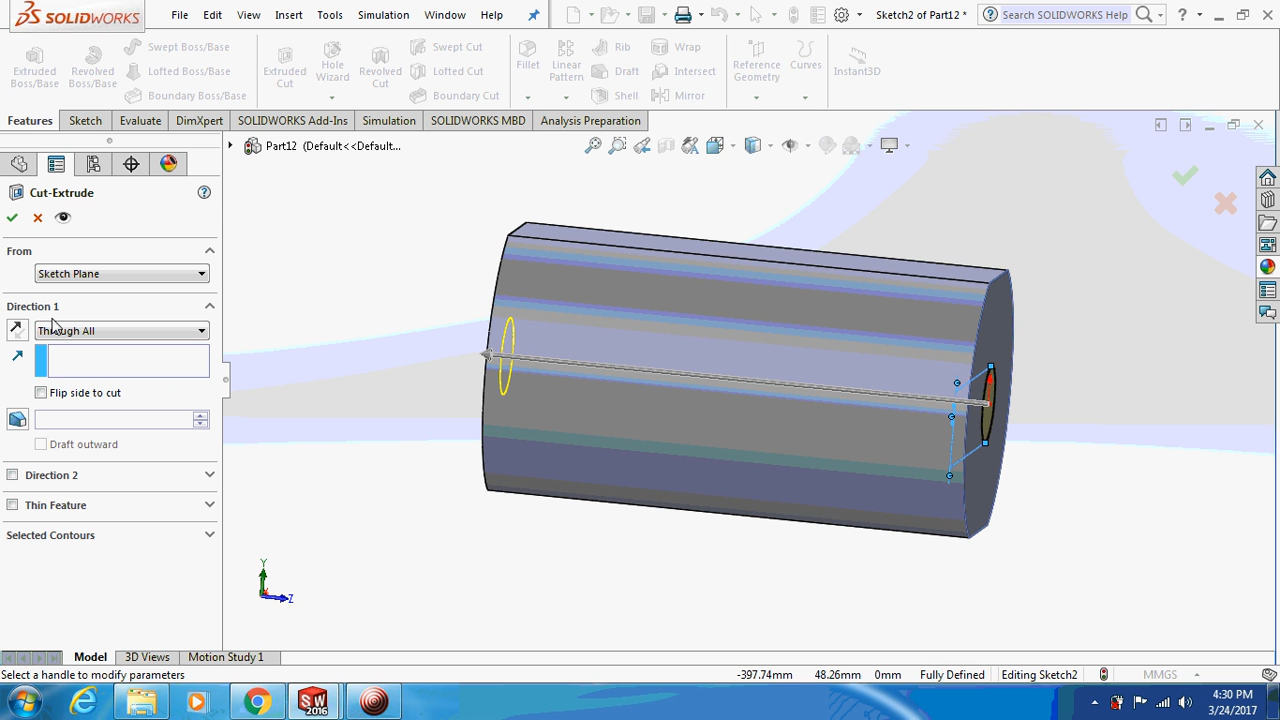 SOLIDWORKS File Edit View Insert Tools Simulation Window Help Sketch2 of Part12 * Search SOLIDWORKS Help
Extruded Boss/Base Revolved Boss/Base Swept Boss/Base Lofted Boss/Base Boundary Boss/Base Extruded Cut Hole Wizard Revolved Cut Swept Cut Lofted Cut Boundary Cut Fillet Linear Pattern Rib Draft Shell Wrap Intersect Mirror Reference Geometry Curves Instant3D
Features Sketch Evaluate DimXpert SOLIDWORKS Add-Ins Simulation SOLIDWORKS MBD Analysis Preparation
Part12 (Default<<Default...
Cut-Extrude
From
Sketch Plane
Direction 1
Through All
Flip side to cut
Draft outward
Direction 2
Thin Feature
Selected Contours
Y
Z
Model 3D Views Motion Study 1
Select a handle to modify parameters -397.74mm 48.26mm 0mm Fully Defined Editing Sketch2 MMGS
SW 2016
4:30 PM
3/24/2017